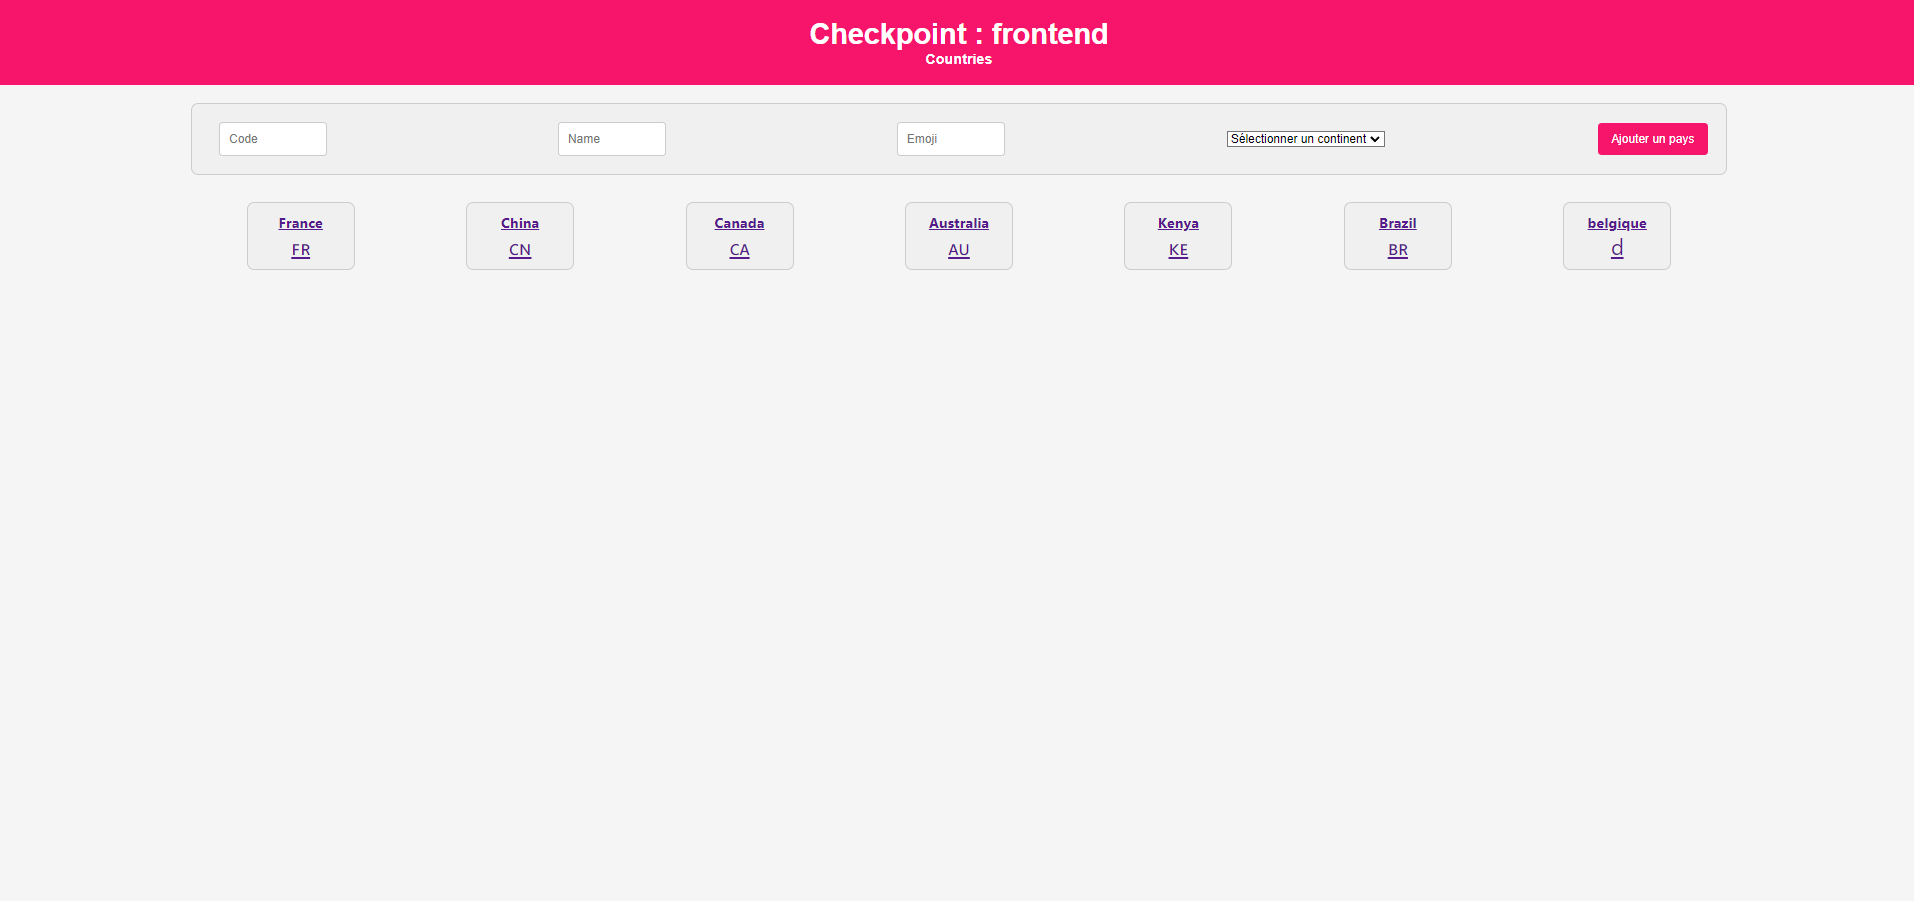 Checkpoint : frontend
Countries
Code Name Emoji Sélectionner un continent Ajouter un pays
France China Canada Australia Kenya Brazil belgique
FR CN CA AU KE BR d